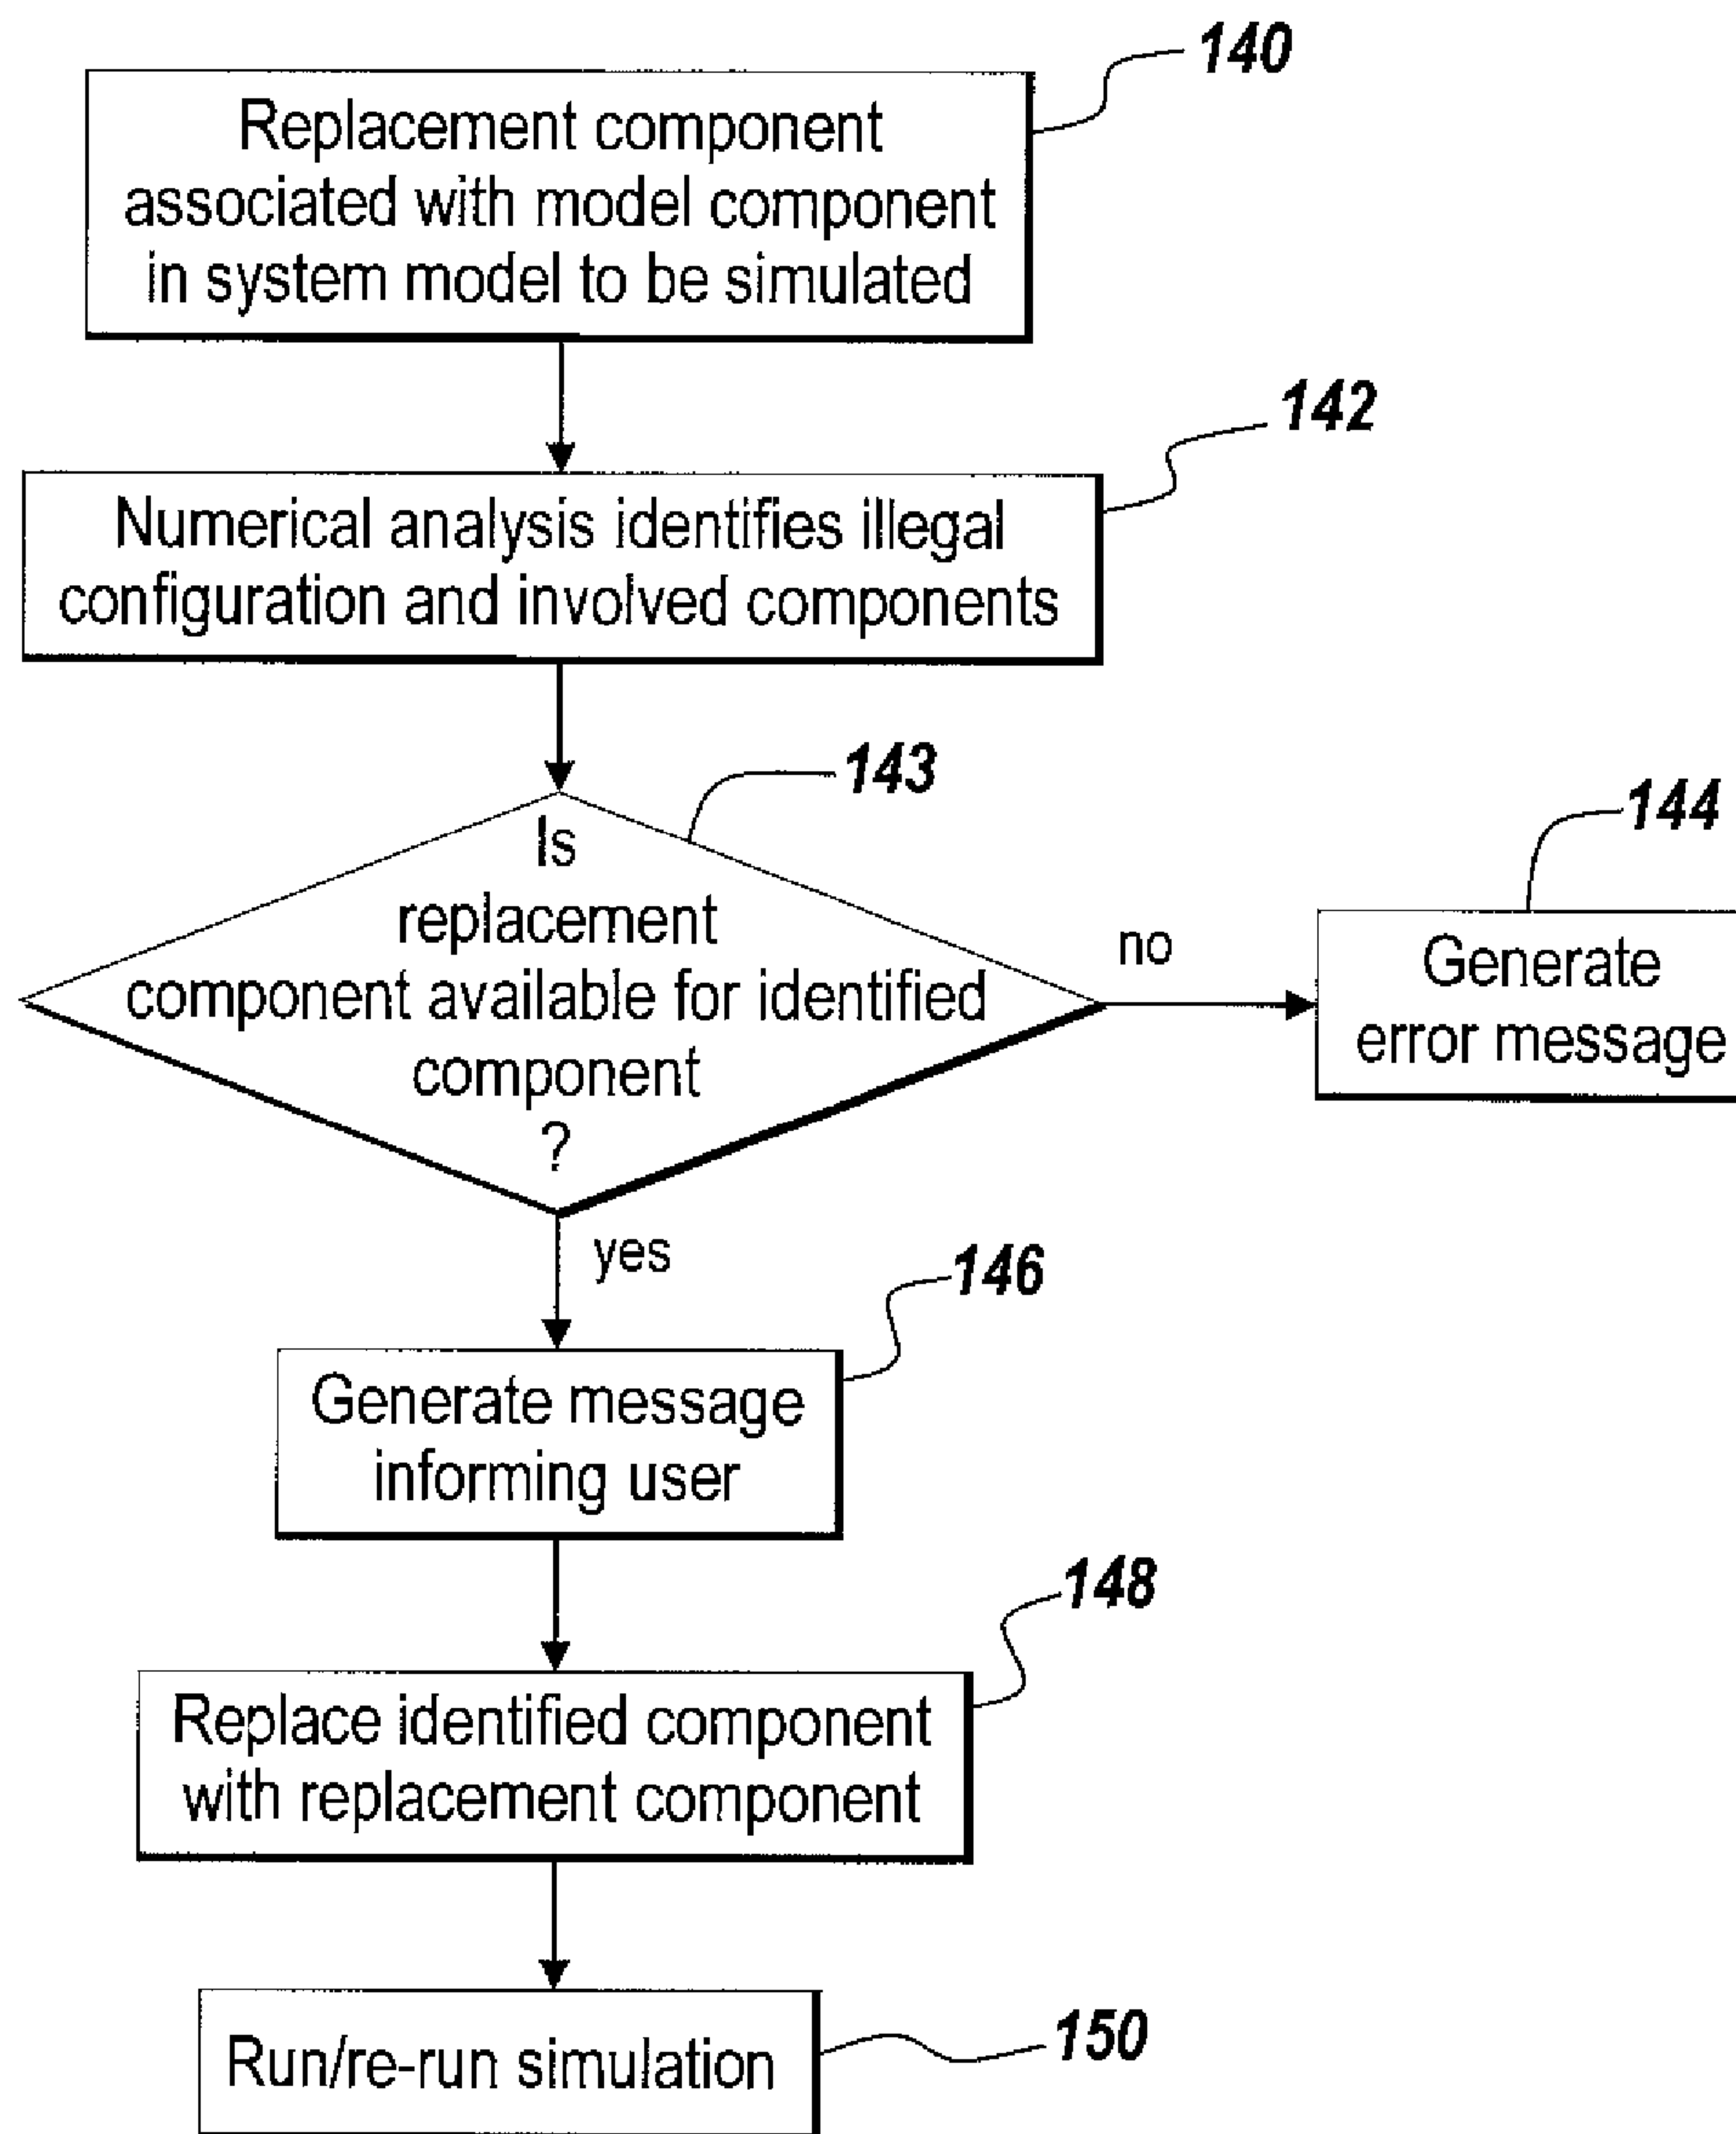 140
Replacement component
associated with model component
in system model to be simulated
142
Numerical analysis identifies illegal
configuration and involved components
143
Is
replacement
component available for identified
component
?
no
144
Generate
error message
yes
146
Generate message
informing user
148
Replace identified component
with replacement component
150
Run/re-run simulation